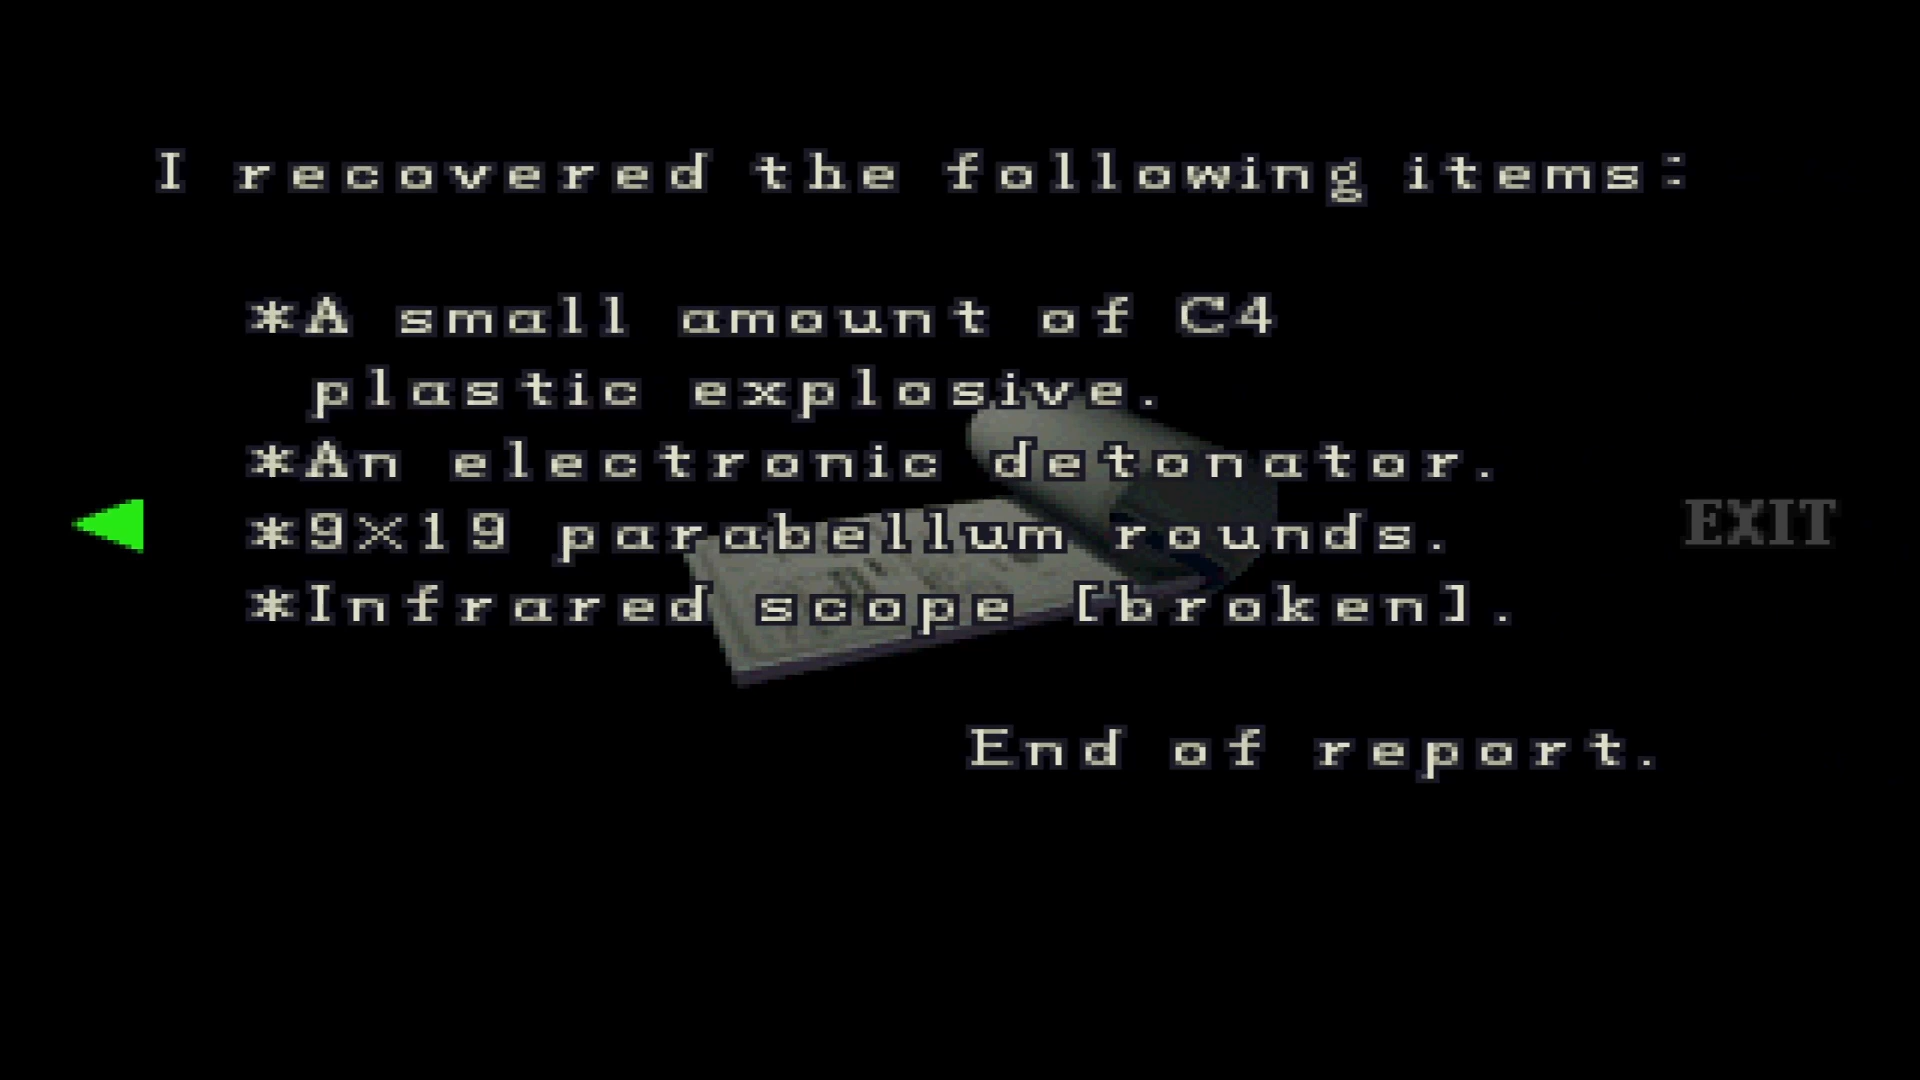 I recovered the following items:
*A small amount of C4
plastic explosive.
*An electronic detonator.
*9×19 parabellum rounds.
EXIT
*Infrared scope [broken].
End of report.